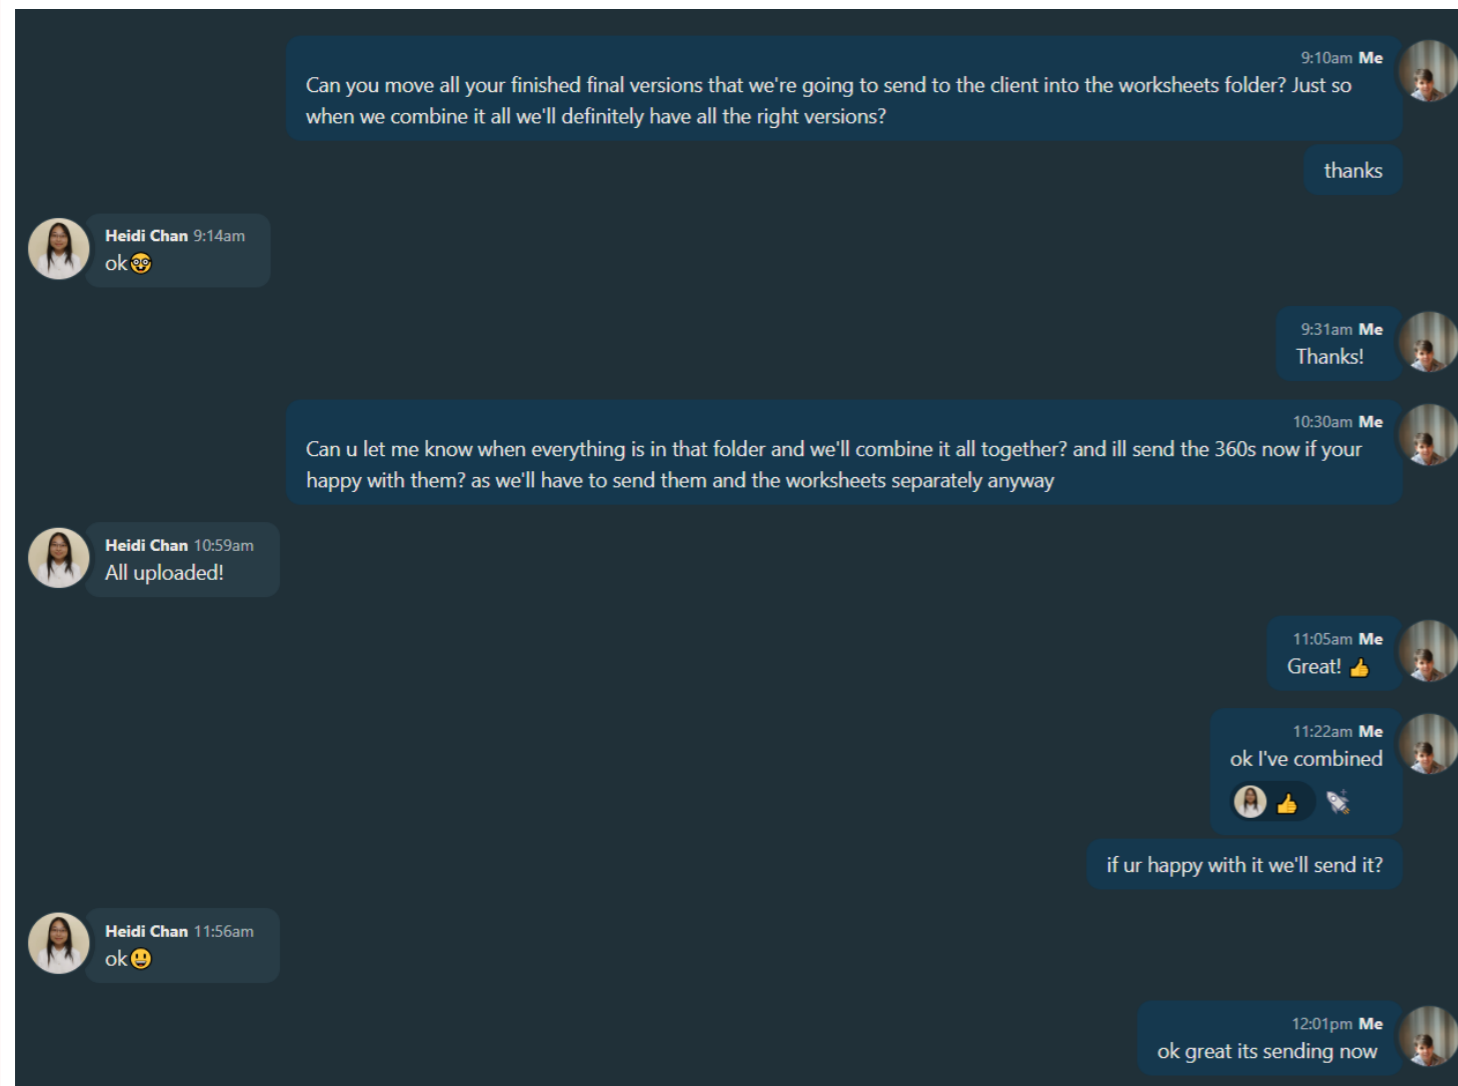 9:10am Me
Can you move all your finished final versions that we're going to send to the client into the worksheets folder? Just so
when we combine it all we'll definitely have all the right versions?
thanks
Heidi Chan 9:14am
ok🤓
9:31am Me
Thanks!
10:30am Me
Can u let me know when everything is in that folder and we'll combine it all together? and ill send the 360s now if your
happy with them? as we'll have to send them and the worksheets separately anyway
Heidi Chan 10:59am
All uploaded!
11:05am Me
Great! 👍
11:22am Me
ok I've combined
👍 🚀
if ur happy with it we'll send it?
Heidi Chan 11:56am
ok😃
12:01pm Me
ok great its sending now